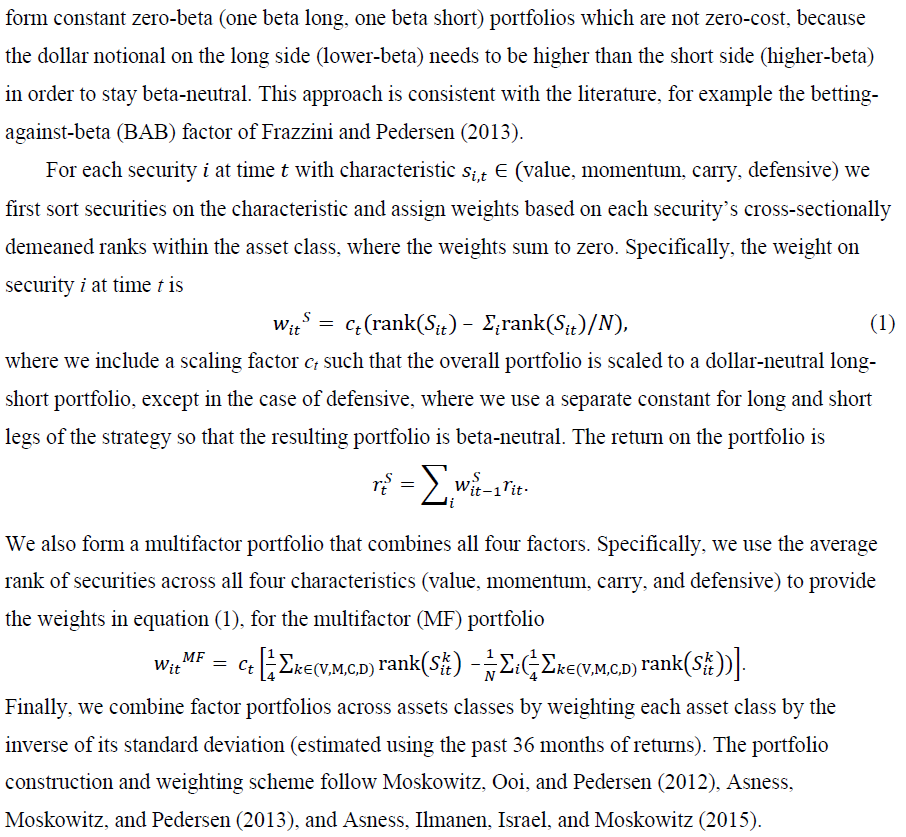 form constant zero-beta (one beta long, one beta short) portfolios which are not zero-cost, because
the dollar notional on the long side (lower-beta) needs to be higher than the short side (higher-beta)
in order to stay beta-neutral. This approach is consistent with the literature, for example the betting-
against-beta (BAB) factor of Frazzini and Pedersen (2013).
For each security i at time t with characteristic s_{i,t} ∈ (value, momentum, carry, defensive) we
first sort securities on the characteristic and assign weights based on each security’s cross-sectionally
demeaned ranks within the asset class, where the weights sum to zero. Specifically, the weight on
security i at time t is
w_{it}^S = c_t(rank(S_{it}) – Σ_i rank(S_{it})/N), (1)
where we include a scaling factor c_t such that the overall portfolio is scaled to a dollar-neutral long-
short portfolio, except in the case of defensive, where we use a separate constant for long and short
legs of the strategy so that the resulting portfolio is beta-neutral. The return on the portfolio is
r_t^S = ∑_i w_{it−1}^S r_{it}.
We also form a multifactor portfolio that combines all four factors. Specifically, we use the average
rank of securities across all four characteristics (value, momentum, carry, and defensive) to provide
the weights in equation (1), for the multifactor (MF) portfolio
w_{it}^{MF} = c_t [1/4 Σ_{k∈(V,M,C,D)} rank(S_{it}^k) – 1/N Σ_i(1/4 Σ_{k∈(V,M,C,D)} rank(S_{it}^k))].
Finally, we combine factor portfolios across assets classes by weighting each asset class by the
inverse of its standard deviation (estimated using the past 36 months of returns). The portfolio
construction and weighting scheme follow Moskowitz, Ooi, and Pedersen (2012), Asness,
Moskowitz, and Pedersen (2013), and Asness, Ilmanen, Israel, and Moskowitz (2015).